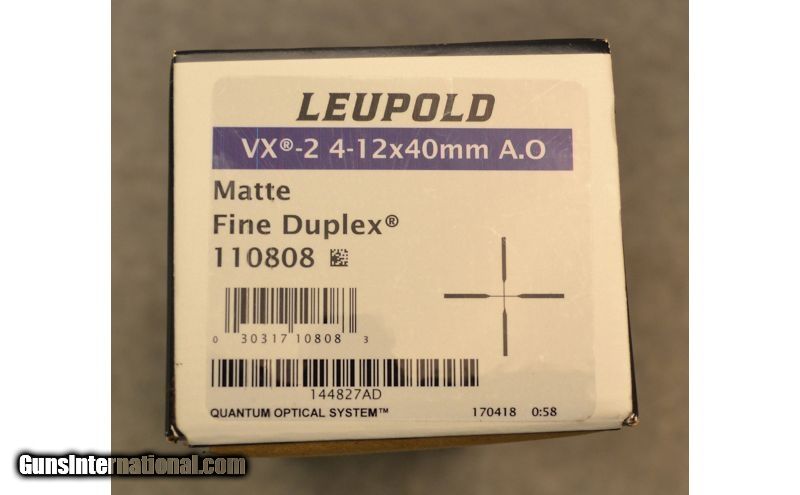 LEUPOLD
VX®-2 4-12x40mm A.O
Matte
Fine Duplex®
110808
0 30317 10808 3
144827AD
QUANTUM OPTICAL SYSTEM™ 170418 0:58
GunsInternational.com